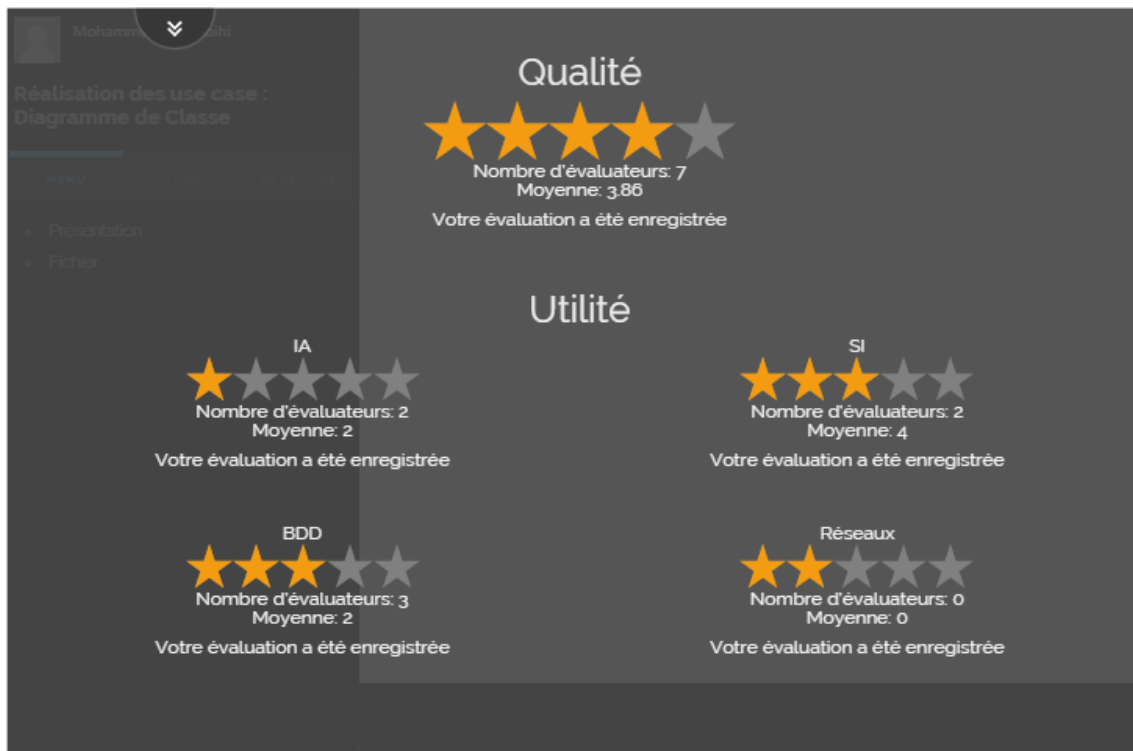 Réalisation des use case :
Diagramme de Classe
MENU
Présentation
Fichier
Qualité
Nombre d'évaluateurs: 7
Moyenne: 3.86
Votre évaluation a été enregistrée
Utilité
IA
Nombre d'évaluateurs: 2
Moyenne: 2
Votre évaluation a été enregistrée
SI
Nombre d'évaluateurs: 2
Moyenne: 4
Votre évaluation a été enregistrée
BDD
Nombre d'évaluateurs: 3
Moyenne: 2
Votre évaluation a été enregistrée
Réseaux
Nombre d'évaluateurs: 0
Moyenne: 0
Votre évaluation a été enregistrée